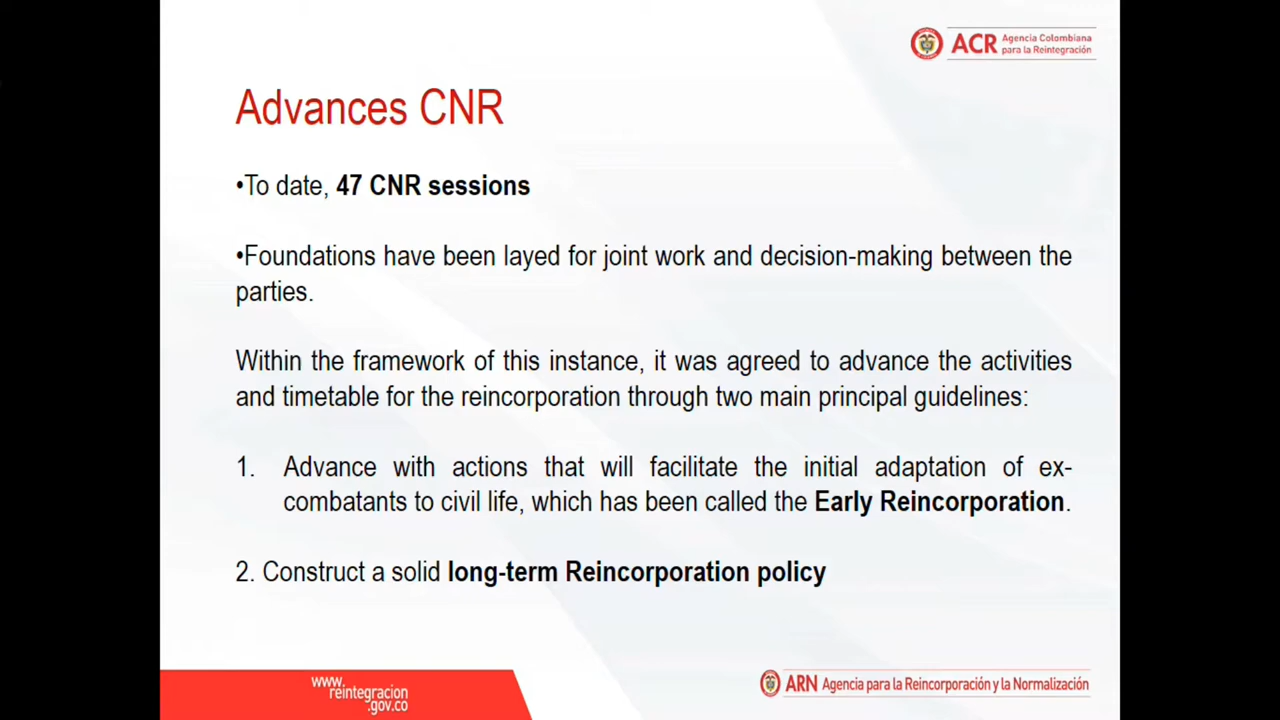 ACR Agencia Colombiana
para la Reintegración
Advances CNR
•To date, 47 CNR sessions
•Foundations have been layed for joint work and decision-making between the
parties.
Within the framework of this instance, it was agreed to advance the activities
and timetable for the reincorporation through two main principal guidelines:
1. Advance with actions that will facilitate the initial adaptation of ex-
combatants to civil life, which has been called the Early Reincorporation.
2. Construct a solid long-term Reincorporation policy
www.
reintegracion
.gov.co
ARN Agencia para la Reincorporación y la Normalización